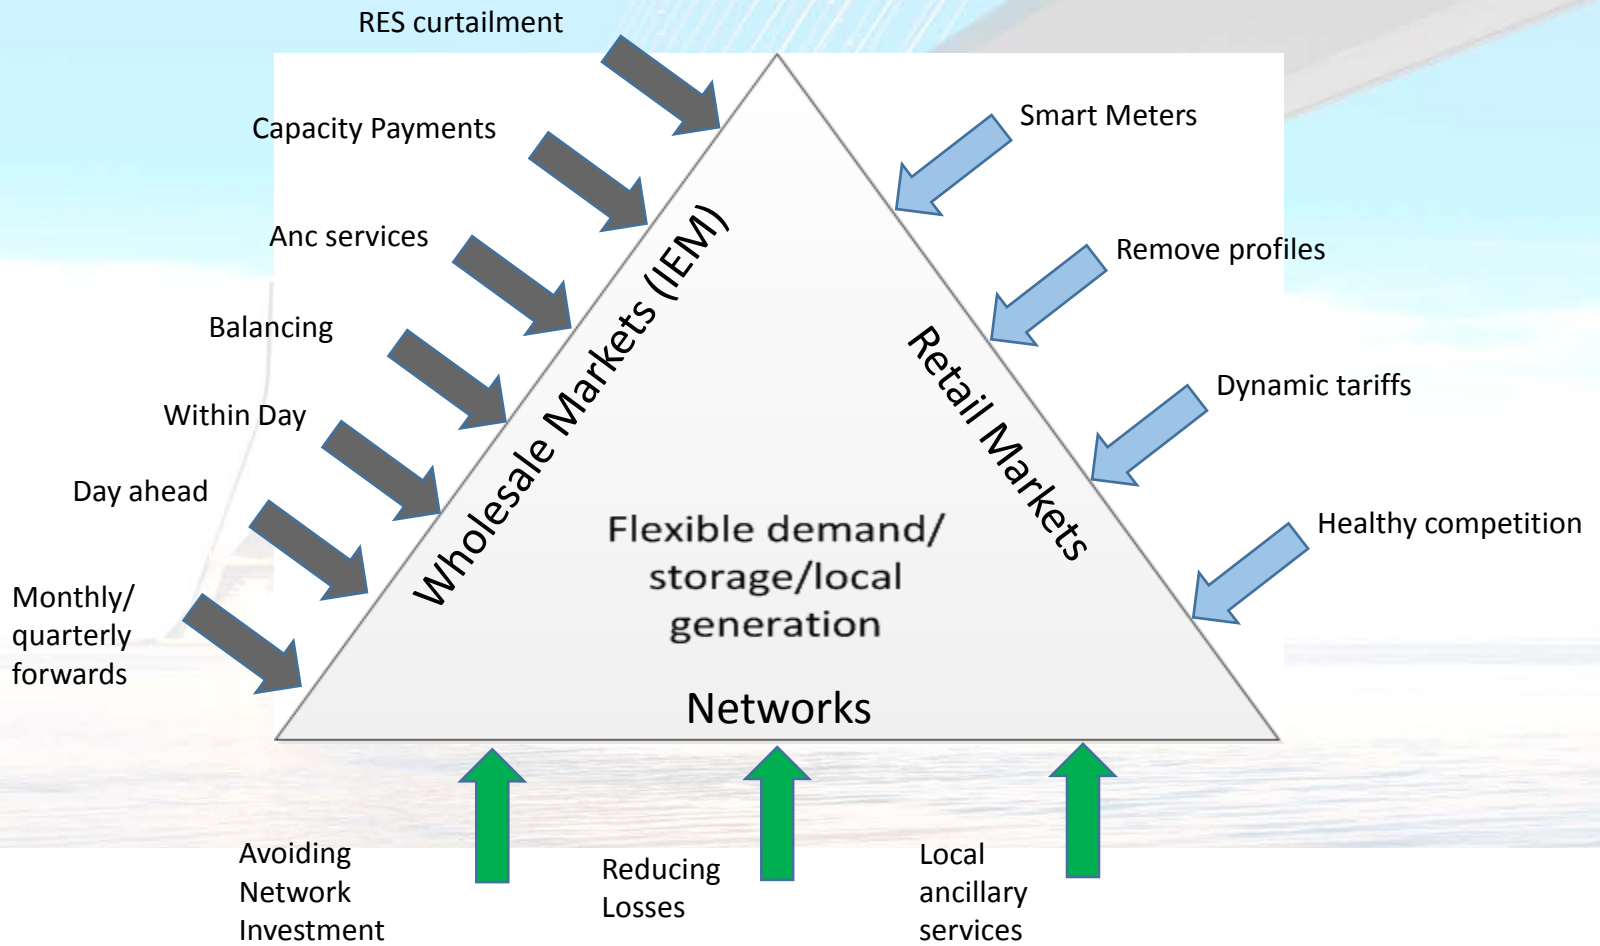 RES curtailment
Capacity Payments
Anc services
Balancing
Within Day
Day ahead
Monthly/
quarterly
forwards
Wholesale Markets (IEM)
Smart Meters
Remove profiles
Dynamic tariffs
Healthy competition
Retail Markets
Flexible demand/
storage/local
generation
Networks
Avoiding
Network
Investment
Reducing
Losses
Local
ancillary
services